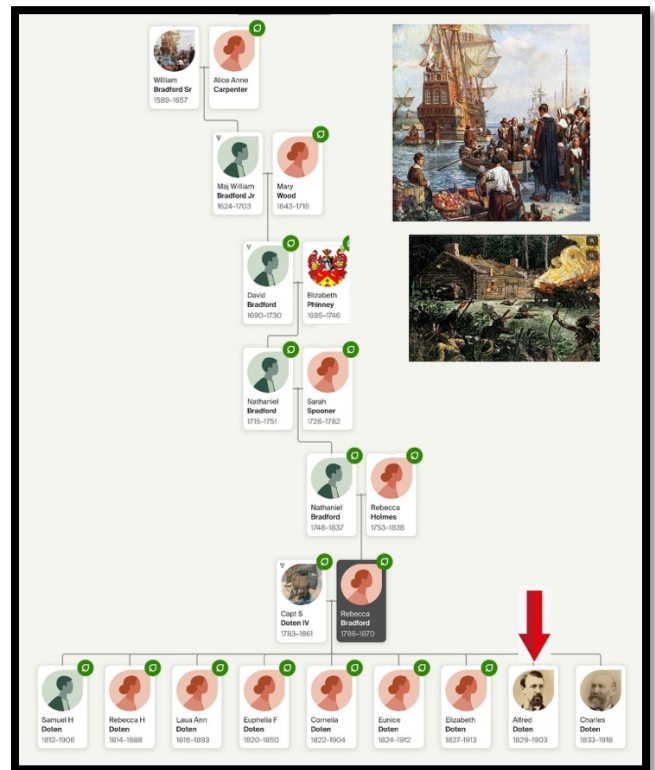 William
Bradford Sr
1589–1657
Alice Anne
Carpenter
Maj William
Bradford Jr
1624–1703
Mary
Wood
1643–1715
David
Bradford
1690–1730
Elizabeth
Phinney
1695–1746
Nathaniel
Bradford
1715–1751
Sarah
Spooner
1726–1782
Nathaniel
Bradford
1748–1837
Rebecca
Holmes
1753–1838
Capt S
Doten IV
1783–1861
Rebecca
Bradford
1788–1870
Samuel H
Doten
1812–1906
Rebecca H
Doten
1814–1888
Laua Ann
Doten
1816–1893
Euphelia F
Doten
1820–1850
Cornelia
Doten
1822–1904
Eunice
Doten
1824–1912
Elizabeth
Doten
1827–1913
Alfred
Doten
1829–1903
Charles
Doten
1833–1918